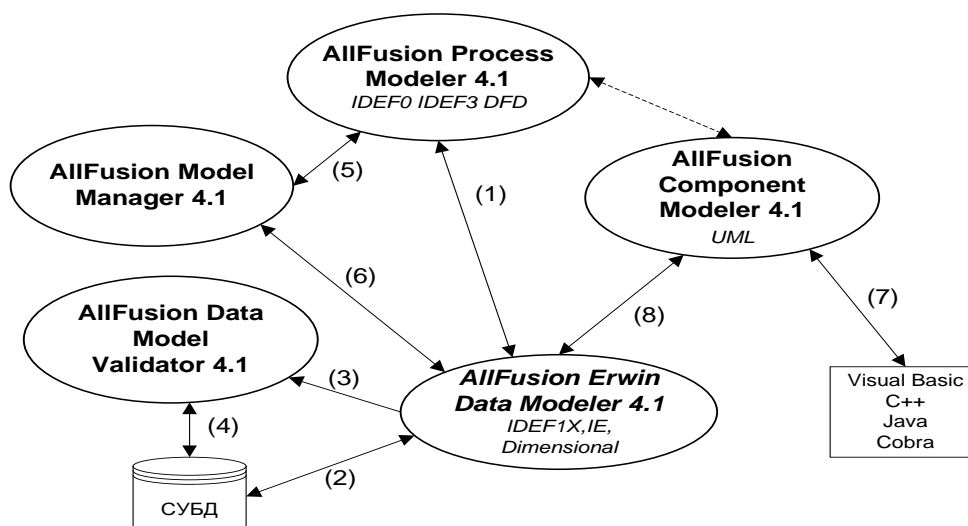 AllFusion Process
Modeler 4.1
IDEF0 IDEF3 DFD
AllFusion Model
Manager 4.1
(5)
(1)
AllFusion
Component
Modeler 4.1
UML
(6)
(7)
(8)
AllFusion Data
Model
Validator 4.1
(3)
AllFusion Erwin
Data Modeler 4.1
IDEF1X,IE,
Dimensional
Visual Basic
C++
Java
Cobra
(4)
(2)
СУБД